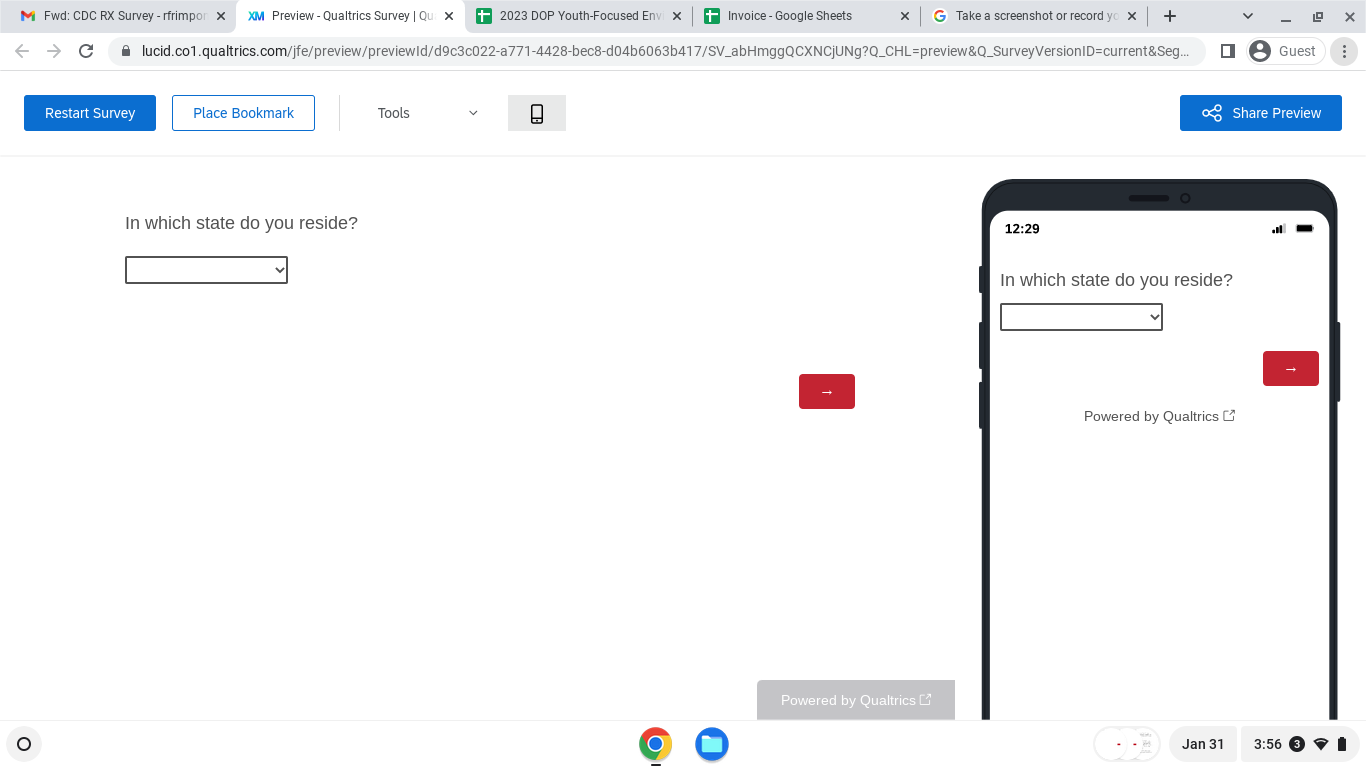 Fwd: CDC RX Survey - rfrimpor
Preview - Qualtrics Survey | Qu
2023 DOP Youth-Focused Envi
Invoice - Google Sheets
Take a screenshot or record yo
lucid.co1.qualtrics.com/jfe/preview/previewId/d9c3c022-a771-4428-bec8-d04b6063b417/SV_abHmggQCXNCjUNg?Q_CHL=preview&Q_SurveyVersionID=current&Seg...
Guest
Restart Survey
Place Bookmark
Tools
Share Preview
In which state do you reside?
→
Powered by Qualtrics
12:29
In which state do you reside?
→
Powered by Qualtrics
Jan 31
3:56
3